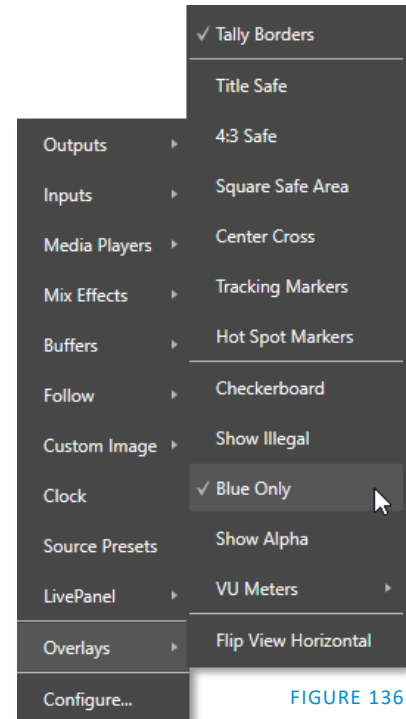 Outputs
Inputs
Media Players
Mix Effects
Buffers
Follow
Custom Image
Clock
Source Presets
LivePanel
Overlays
Configure...
Tally Borders
Title Safe
4:3 Safe
Square Safe Area
Center Cross
Tracking Markers
Hot Spot Markers
Checkerboard
Show Illegal
Blue Only
Show Alpha
VU Meters
Flip View Horizontal
FIGURE 136